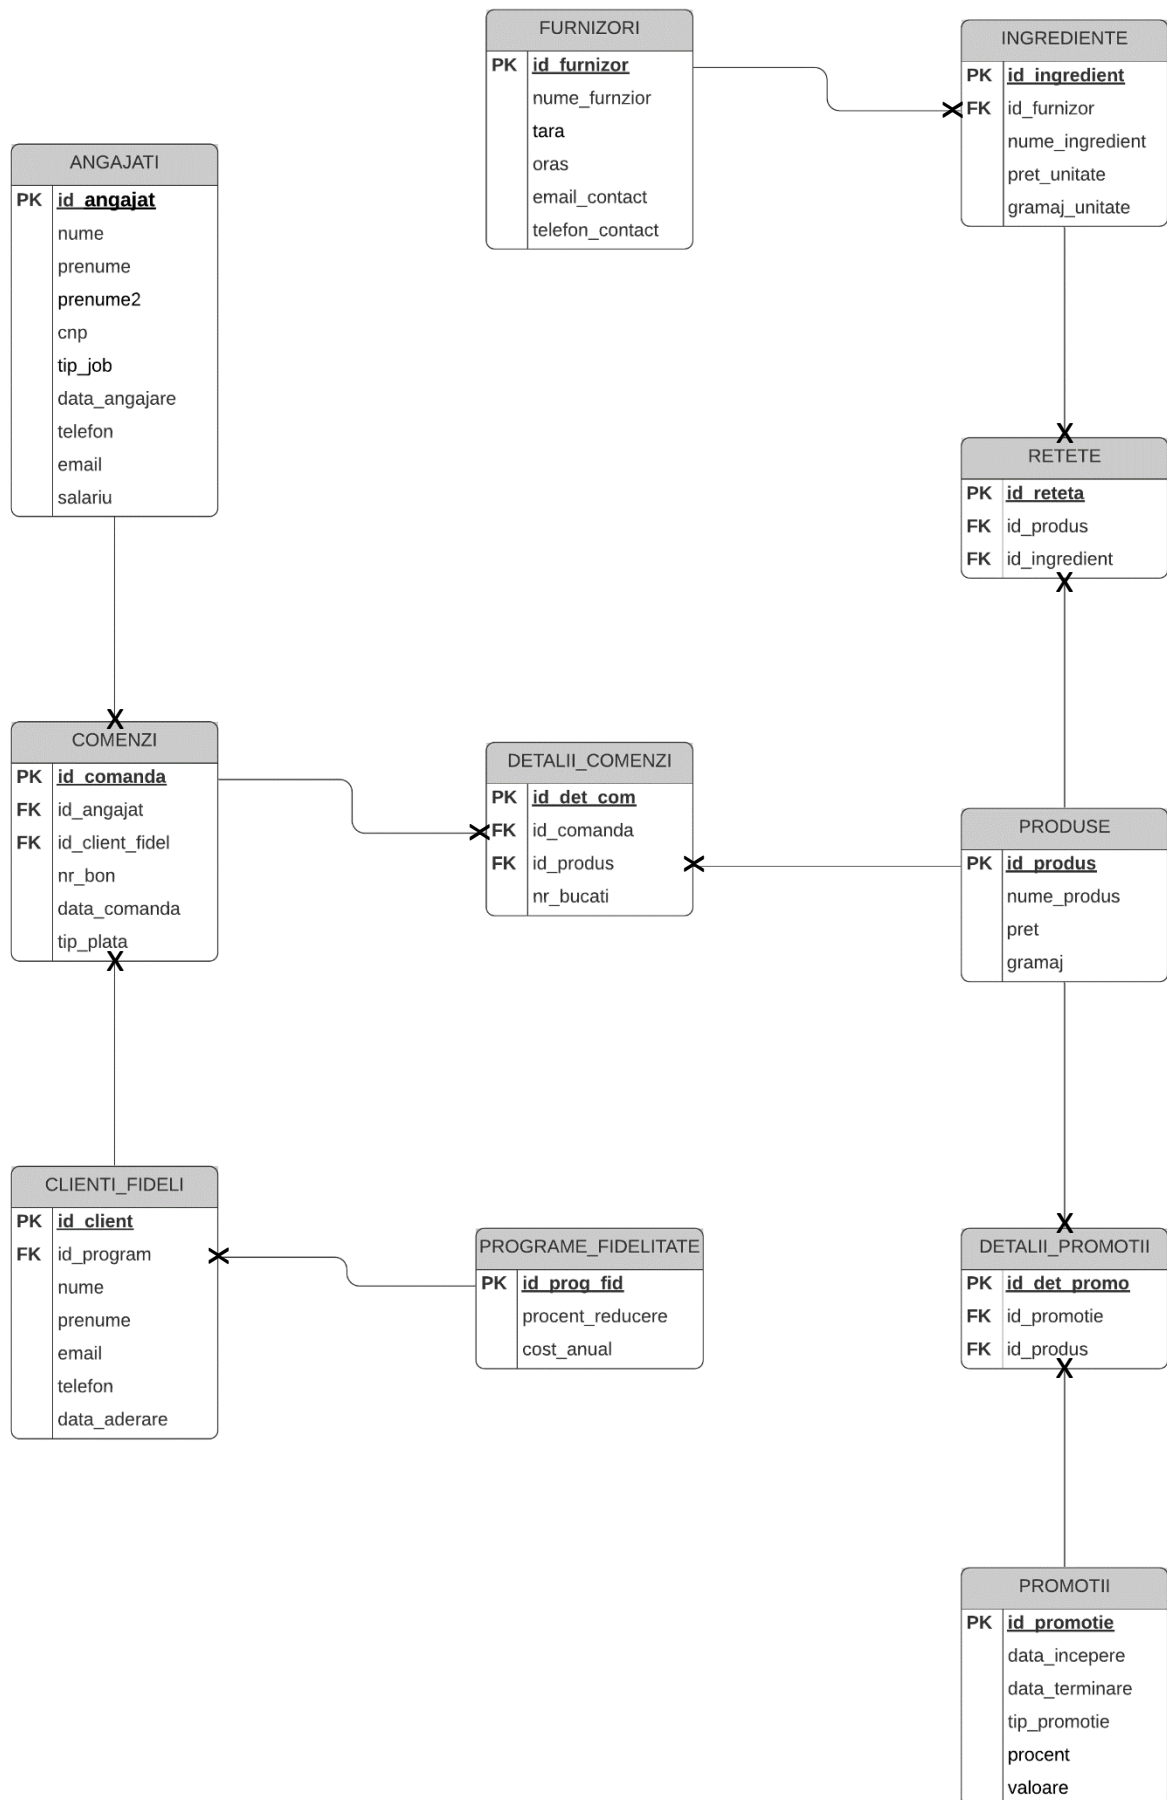 FURNIZORI
PK id_furnizor
nume_furnzior
tara
oras
email_contact
telefon_contact
INGREDIENTE
PK id_ingredient
FK id_furnizor
nume_ingredient
pret_unitate
gramaj_unitate
ANGAJATI
PK id_angajat
nume
prenume
prenume2
cnp
tip_job
data_angajare
telefon
email
salariu
RETETE
PK id_reteta
FK id_produs
FK id_ingredient
COMENZI
PK id_comanda
FK id_angajat
FK id_client_fidel
nr_bon
data_comanda
tip_plata
DETALII_COMENZI
PK id_det_com
FK id_comanda
FK id_produs
nr_bucati
PRODUSE
PK id_produs
nume_produs
pret
gramaj
CLIENTI_FIDELI
PK id_client
FK id_program
nume
prenume
email
telefon
data_aderare
PROGRAME_FIDELITATE
PK id_prog_fid
procent_reducere
cost_anual
DETALII_PROMOTII
PK id_det_promo
FK id_promotie
FK id_produs
PROMOTII
PK id_promotie
data_incepere
data_terminare
tip_promotie
procent
valoare